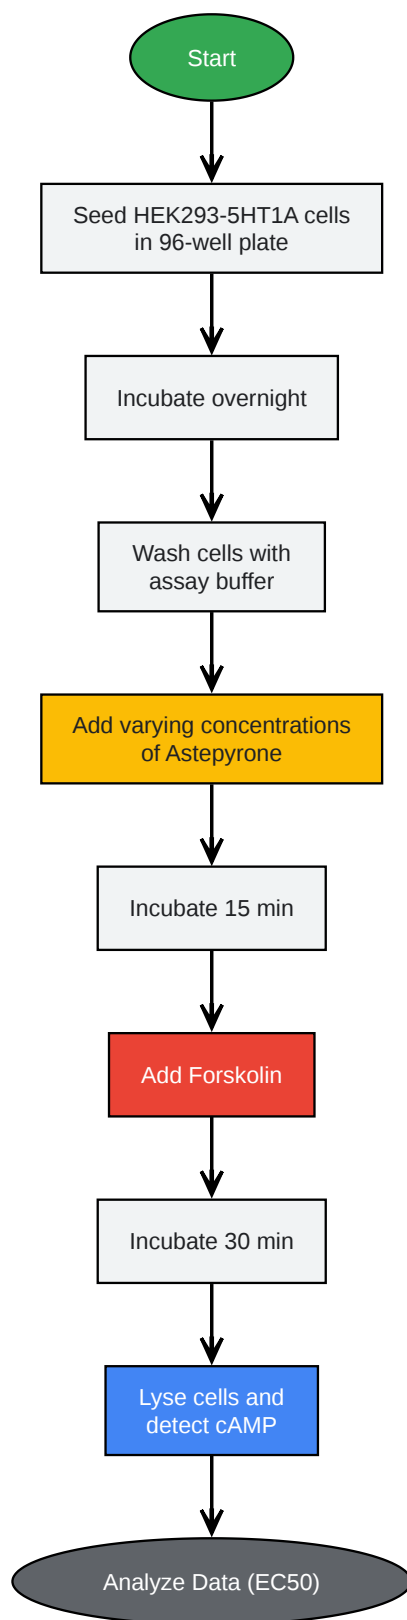 Start
Seed HEK293-5HT1A cells
in 96-well plate
Incubate overnight
Wash cells with
assay buffer
Add varying concentrations
of Astepyrone
Incubate 15 min
Add Forskolin
Incubate 30 min
Lyse cells and
detect cAMP
Analyze Data (EC50)